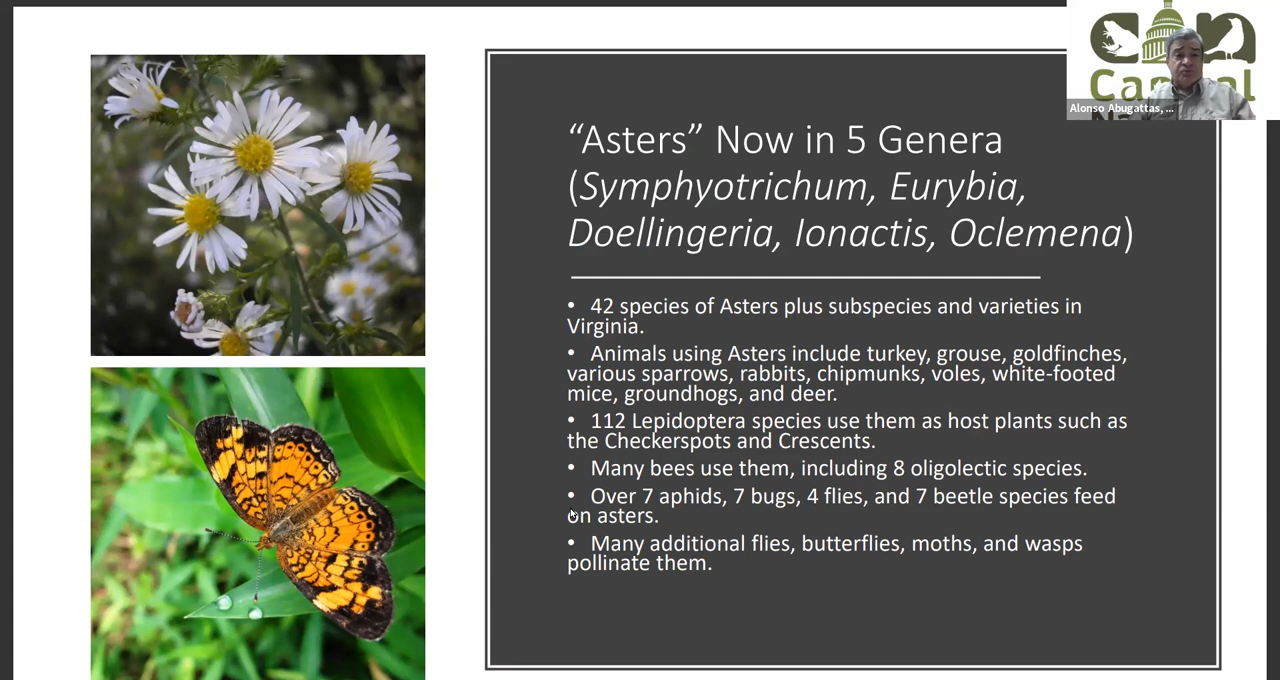 “Asters” Now in 5 Genera
(Symphyotrichum, Eurybia,
Doellingeria, Ionactis, Oclemena)
• 42 species of Asters plus subspecies and varieties in
Virginia.
• Animals using Asters include turkey, grouse, goldfinches,
various sparrows, rabbits, chipmunks, voles, white-footed
mice, groundhogs, and deer.
• 112 Lepidoptera species use them as host plants such as
the Checkerspots and Crescents.
• Many bees use them, including 8 oligolectic species.
• Over 7 aphids, 7 bugs, 4 flies, and 7 beetle species feed
on asters.
• Many additional flies, butterflies, moths, and wasps
pollinate them.
Alonso Abugattas, ...